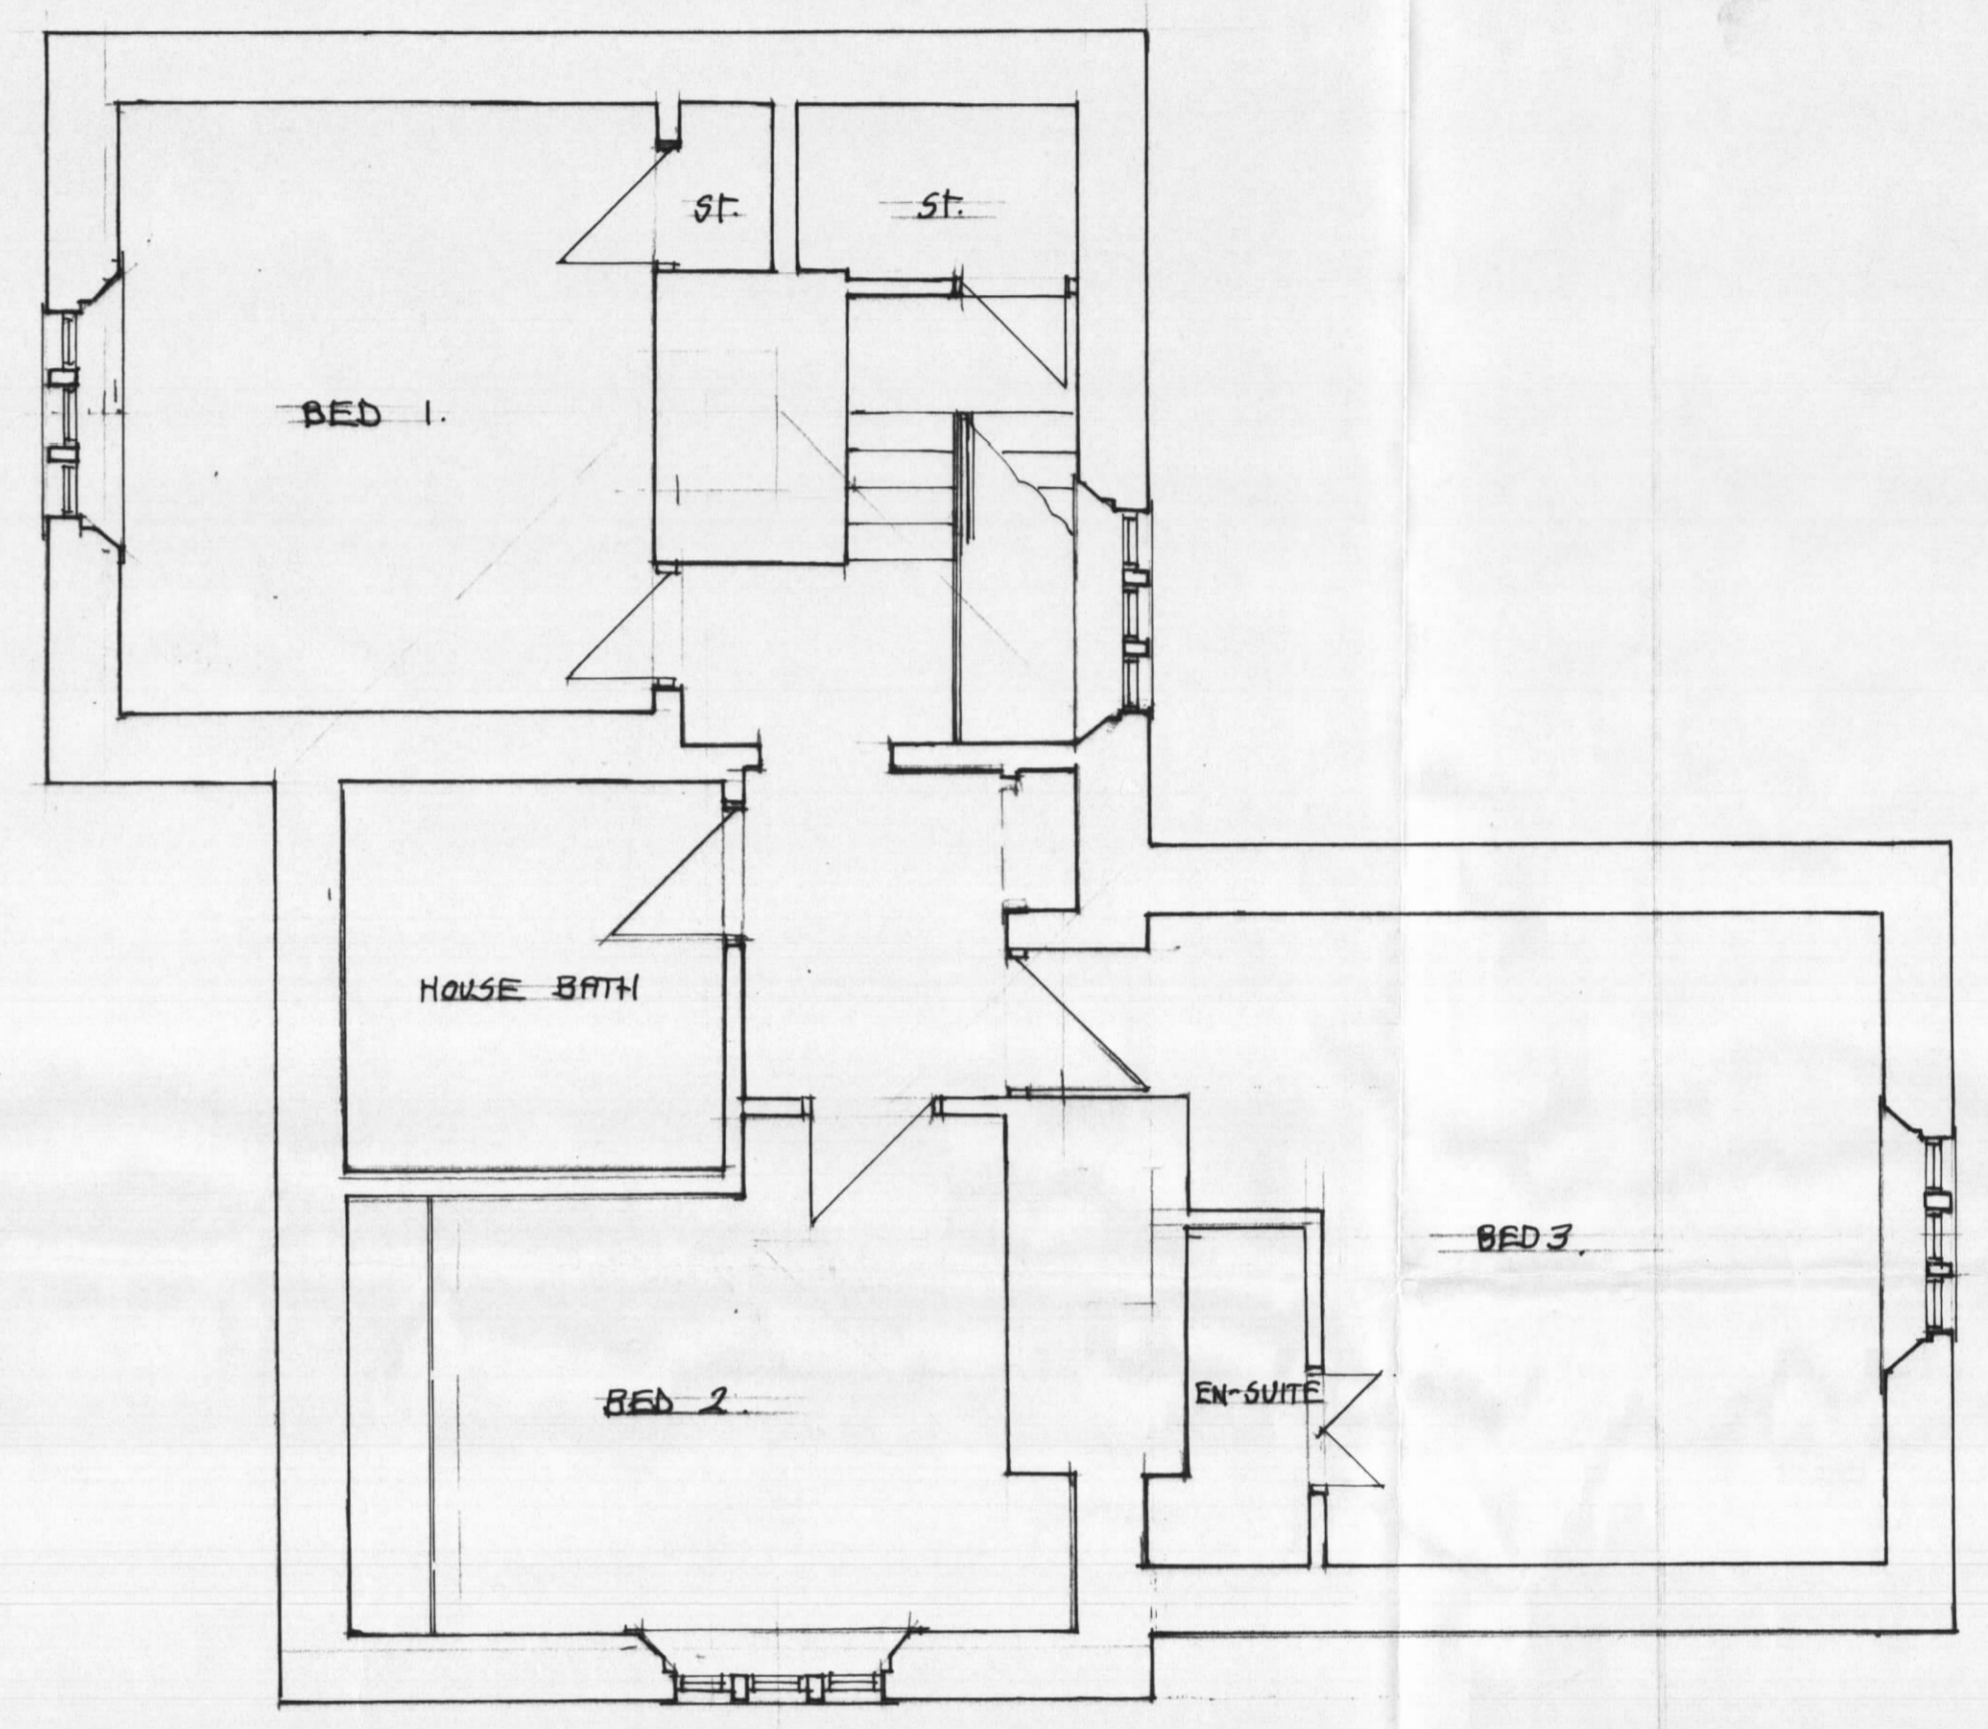 St.
St.
BED 1.
HOUSE BATH
BED 3.
EN-SUITE
BED 2.